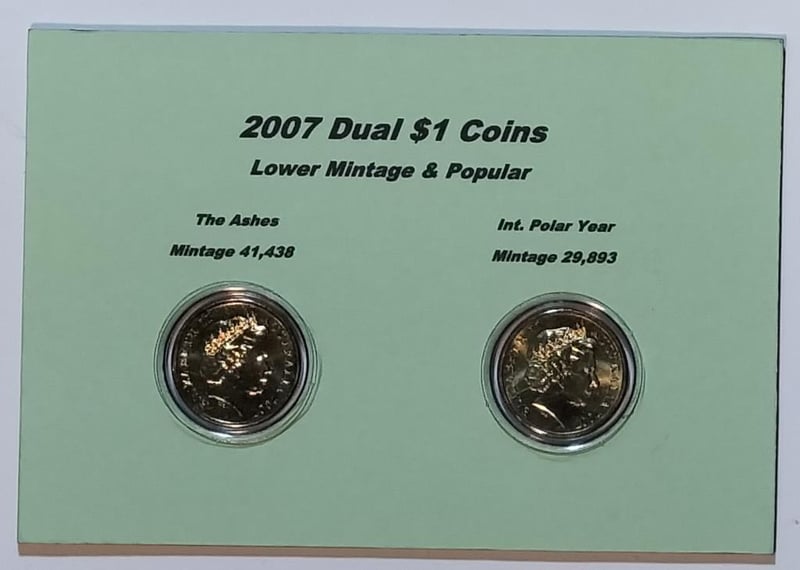 2007 Dual $1 Coins
Lower Mintage & Popular
The Ashes
Mintage 41,438
Int. Polar Year
Mintage 29,893